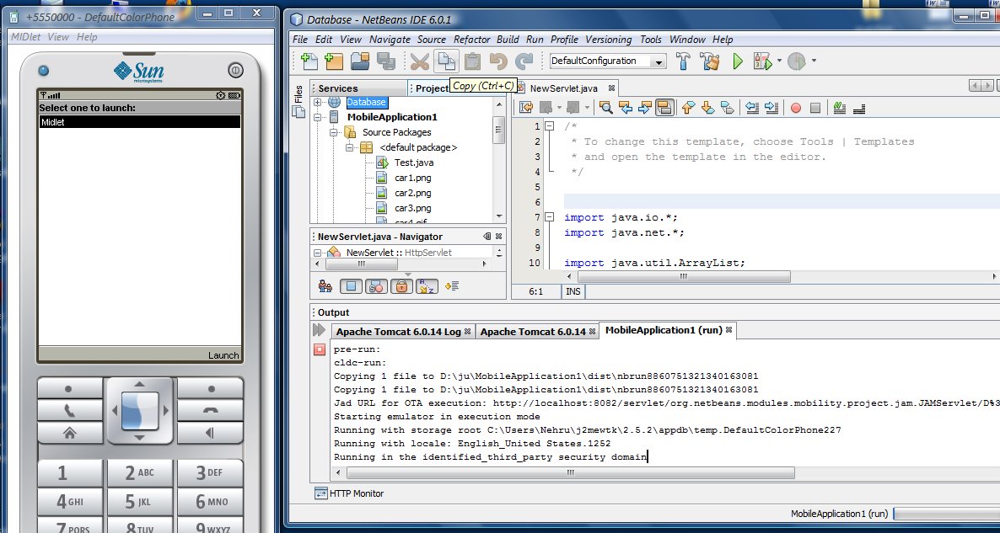 +5550000 - DefaultColorPhone
MIDlet View Help
Sun
microsystems
Select one to launch:
Midlet
Launch
1
2 ABC
3 DEF
4 GHI
5 JKL
6 MNO
7 PQRS
8 TUV
9 WXYZ
Database - NetBeans IDE 6.0.1
File Edit View Navigate Source Refactor Build Run Profile Versioning Tools Window Help
DefaultConfiguration
Copy (Ctrl+C)
Files
Services
Project
Database
MobileApplication1
Source Packages
<default package>
Test.java
car1.png
car2.png
car3.png
car4.gif
NewServlet.java - Navigator
NewServlet :: HttpServlet
NewServlet.java
1 /*
2 * To change this template, choose Tools | Templates
3 * and open the template in the editor.
4 */
5
6
7 import java.io.*;
8 import java.net.*;
9
10 import java.util.ArrayList;
6:1 INS
Output
Apache Tomcat 6.0.14 Log
Apache Tomcat 6.0.14
MobileApplication1 (run)
pre-run:
cldc-run:
Copying 1 file to D:\ju\MobileApplication1\dist\nbrun8860751321340163081
Copying 1 file to D:\ju\MobileApplication1\dist\nbrun8860751321340163081
Jad URL for OTA execution: http://localhost:8082/servlet/org.netbeans.modules.mobility.project.jam.JAMServlet/D%3
Starting emulator in execution mode
Running with storage root C:\Users\Nehru\j2mewtk\2.5.2\appdb\temp.DefaultColorPhone227
Running with locale: English_United States.1252
Running in the identified_third_party security domain
HTTP Monitor
MobileApplication1 (run)